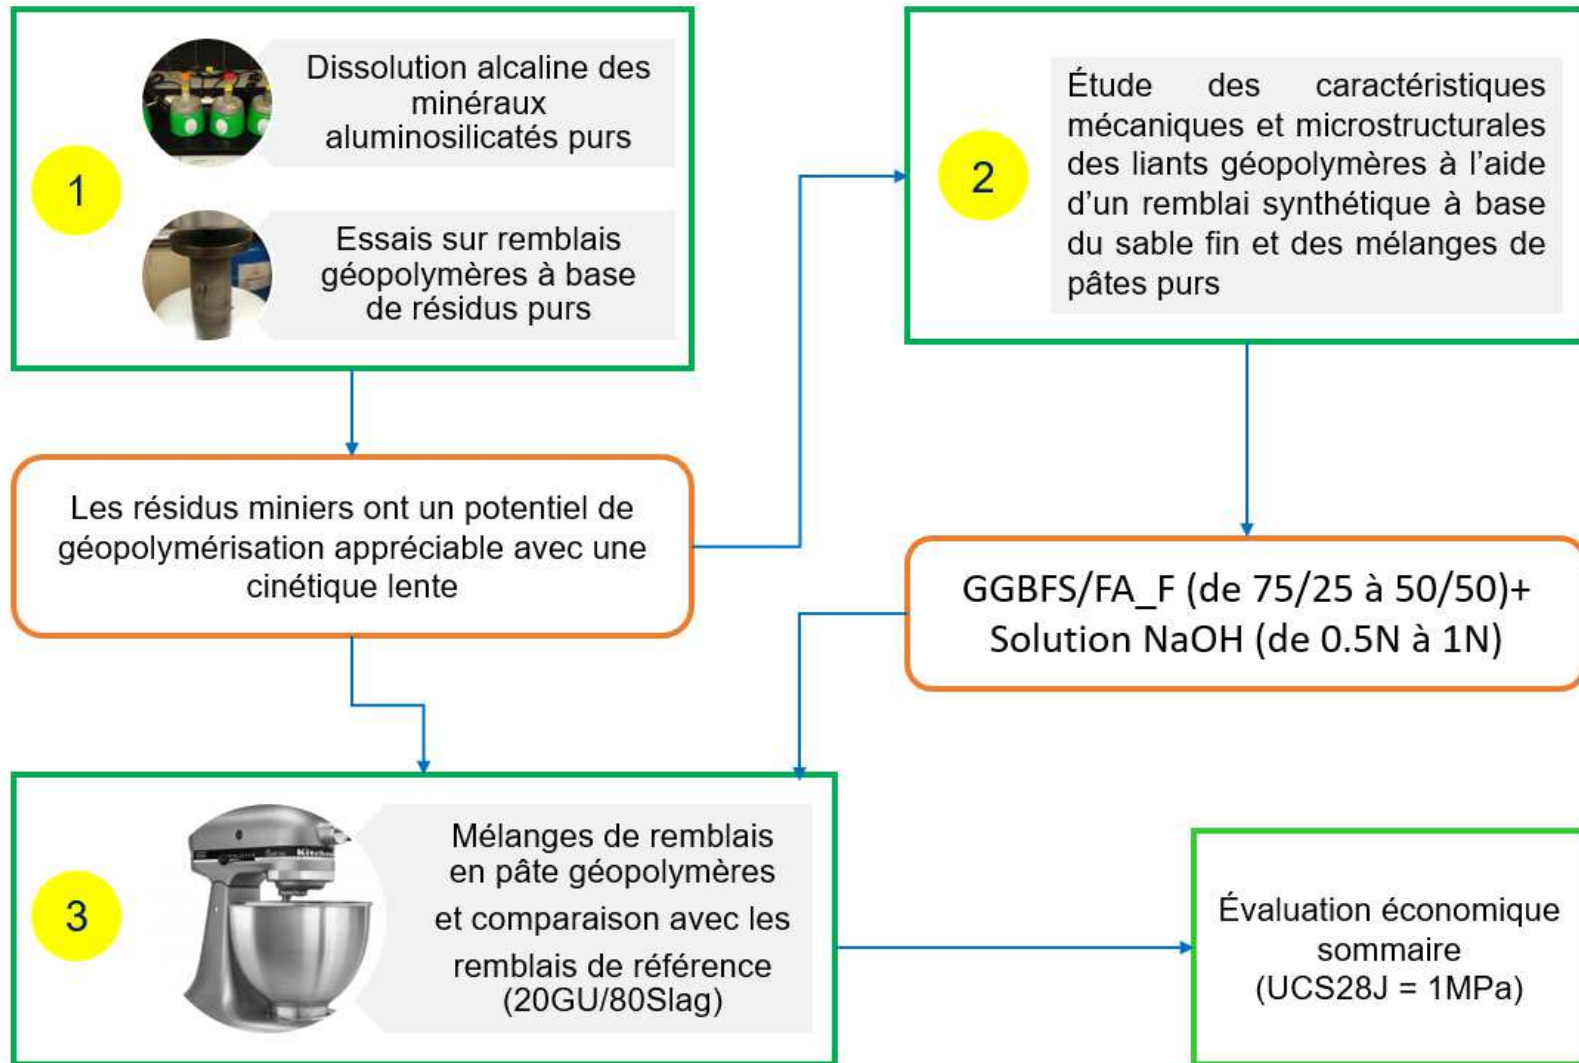 1
Dissolution alcaline des
minéraux
aluminosilicatés purs
Essais sur remblais
géopolymères à base
de résidus purs
2
Étude des caractéristiques
mécaniques et microstructurales
des liants géopolymères à l’aide
d’un remblai synthétique à base
du sable fin et des mélanges de
pâtes purs
Les résidus miniers ont un potentiel de
géopolymérisation appréciable avec une
cinétique lente
GGBFS/FA_F (de 75/25 à 50/50)+
Solution NaOH (de 0.5N à 1N)
3
Mélanges de remblais
en pâte géopolymères
et comparaison avec les
remblais de référence
(20GU/80Slag)
Évaluation économique
sommaire
(UCS28J = 1MPa)